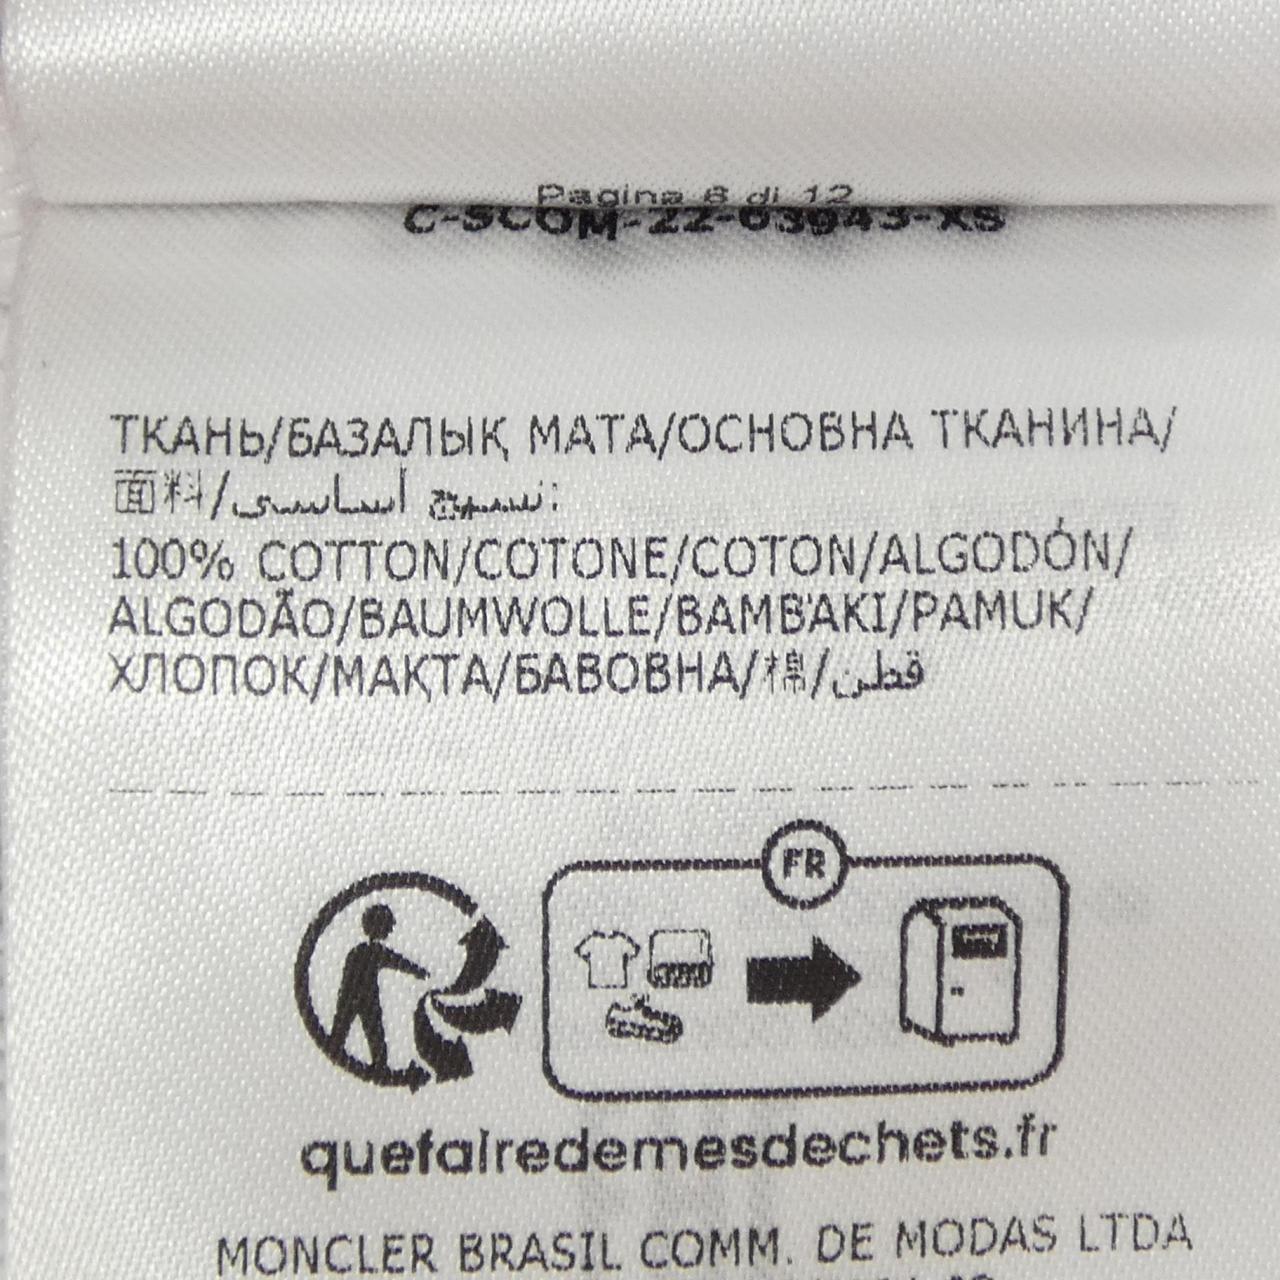 Pagina 6 di 12
C-SCOM-22-03943-XS
ТКАНЬ/БАЗАЛЫҚ МАТА/ОСНОВНА ТКАНИНА/
面料/نسيج أساسى:
100% COTTON/COTONE/COTON/ALGODÓN/
ALGODÃO/BAUMWOLLE/BAMBAKI/PAMUK/
ХЛОПОК/МАҚТА/БАВОВНА/棉/قطن
FR
quefairedemesdechets.fr
MONCLER BRASIL COMM. DE MODAS LTDA